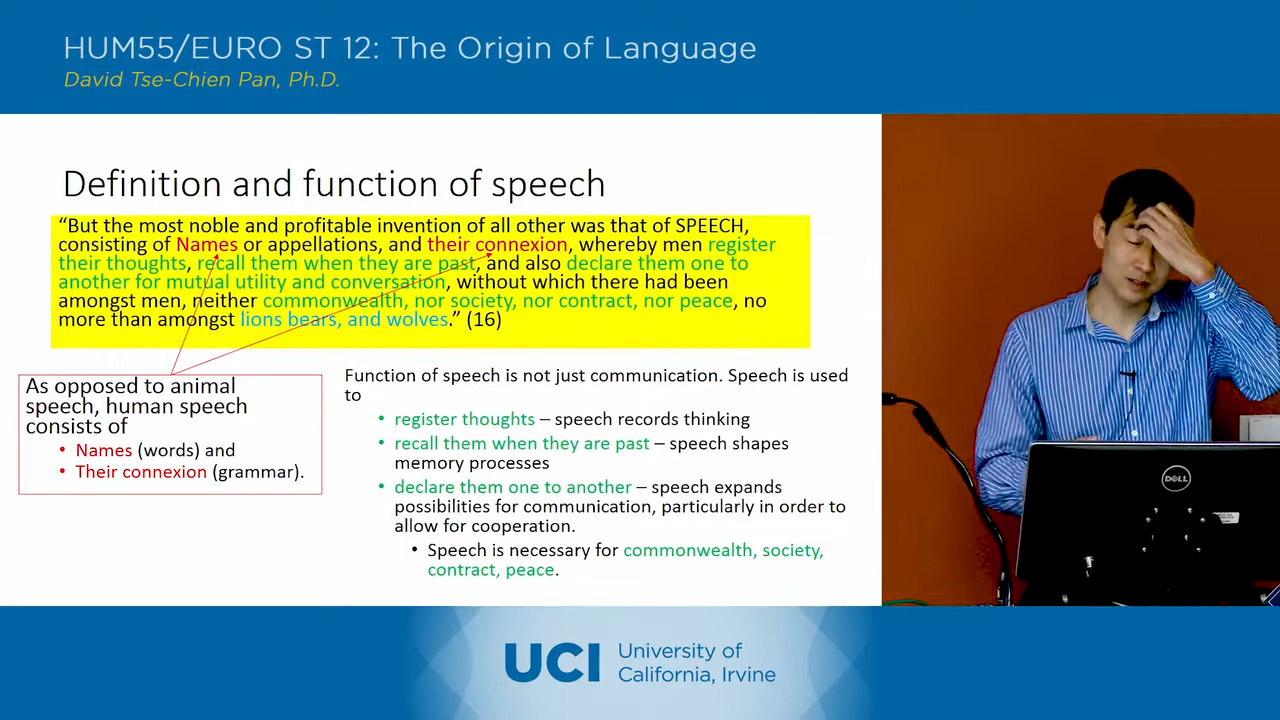 HUM55/EURO ST 12: The Origin of Language
David Tse-Chien Pan, Ph.D.
Definition and function of speech
“But the most noble and profitable invention of all other was that of SPEECH,
consisting of Names or appellations, and their connexion, whereby men register
their thoughts, recall them when they are past, and also declare them one to
another for mutual utility and conversation, without which there had been
amongst men, neither commonwealth, nor society, nor contract, nor peace, no
more than amongst lions bears, and wolves.” (16)
As opposed to animal
speech, human speech
consists of
• Names (words) and
• Their connexion (grammar).
Function of speech is not just communication. Speech is used
to
• register thoughts – speech records thinking
• recall them when they are past – speech shapes
memory processes
• declare them one to another – speech expands
possibilities for communication, particularly in order to
allow for cooperation.
• Speech is necessary for commonwealth, society,
contract, peace.
DELL
UCI
University of
California, Irvine